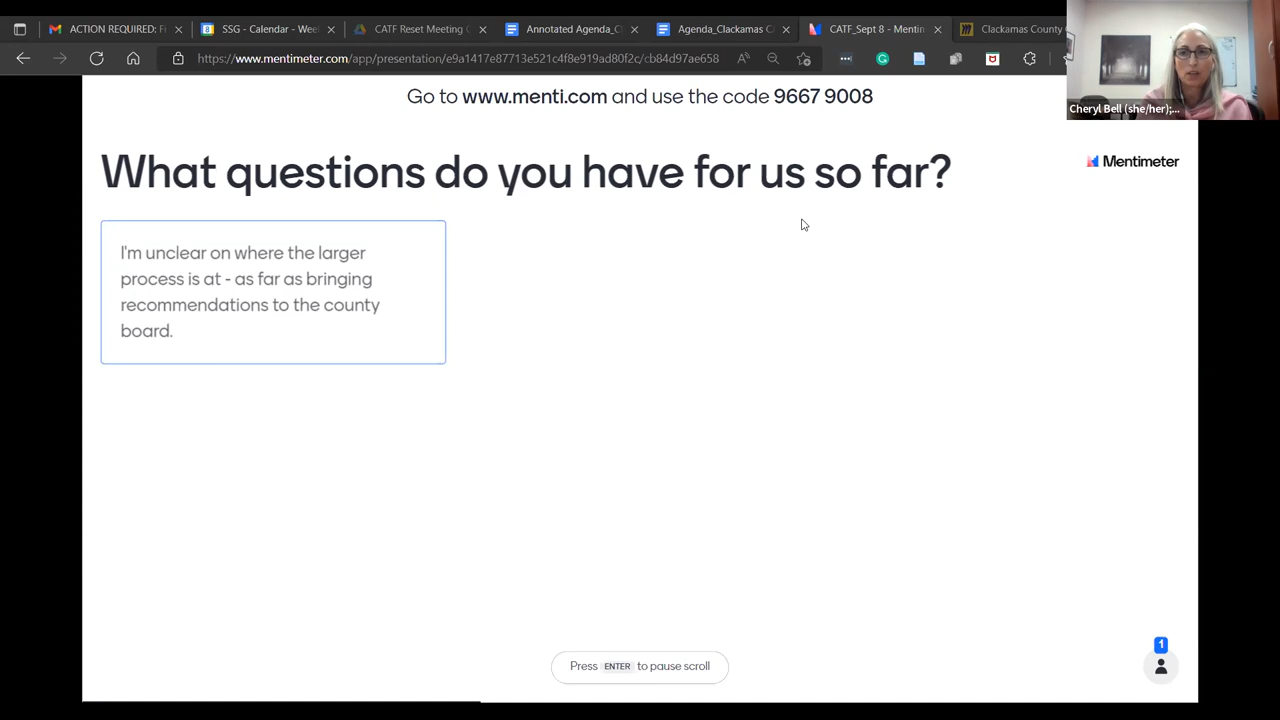 ACTION REQUIRED: Fi
SSG - Calendar - Wee
CATF Reset Meeting
Annotated Agenda_C
Agenda_Clackamas C
CATF_Sept 8 - Mentim
Clackamas County
https://www.mentimeter.com/app/presentation/e9a1417e87713e521c4f8e919ad80f2c/cb84d97ae658
Cheryl Bell (she/her);...
Go to www.menti.com and use the code 9667 9008
What questions do you have for us so far?
Mentimeter
I'm unclear on where the larger
process is at - as far as bringing
recommendations to the county
board.
Press ENTER to pause scroll
1